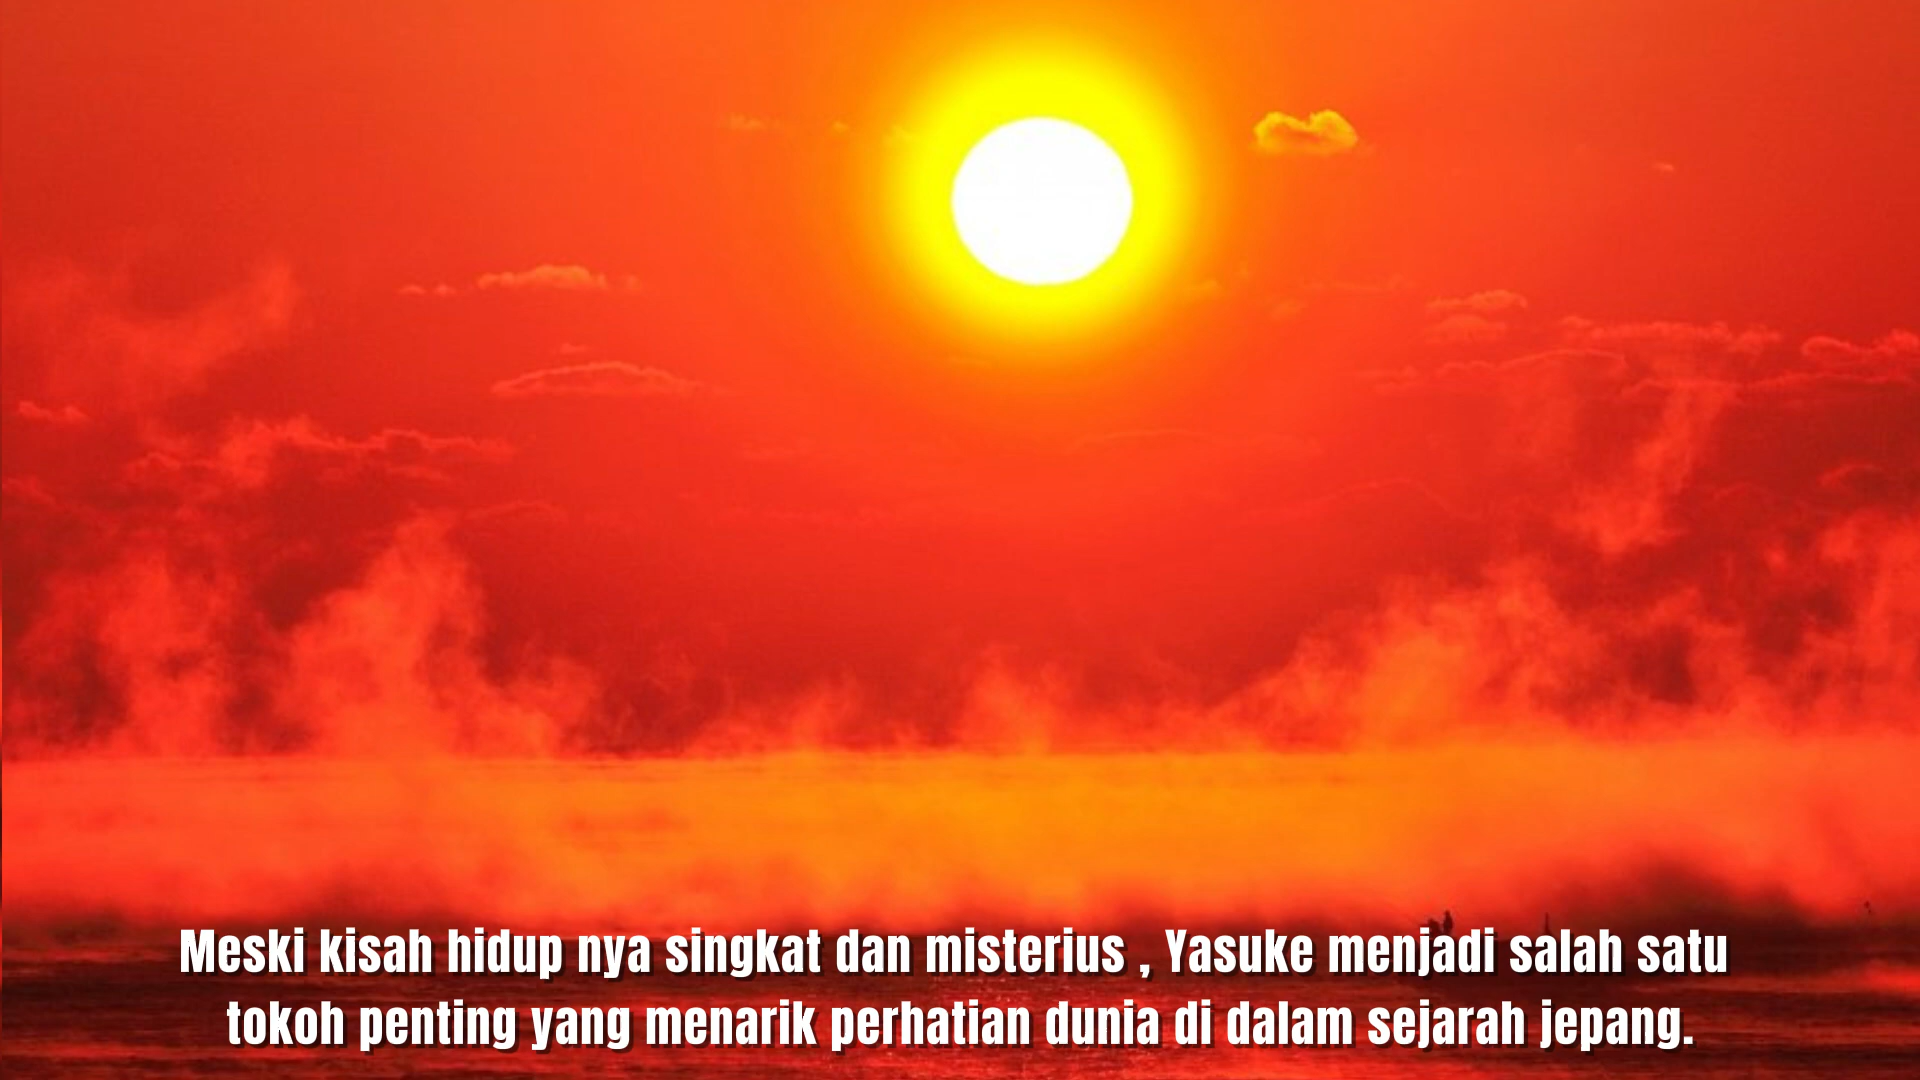 Meski kisah hidup nya singkat dan misterius , Yasuke menjadi salah satu
tokoh penting yang menarik perhatian dunia di dalam sejarah jepang.